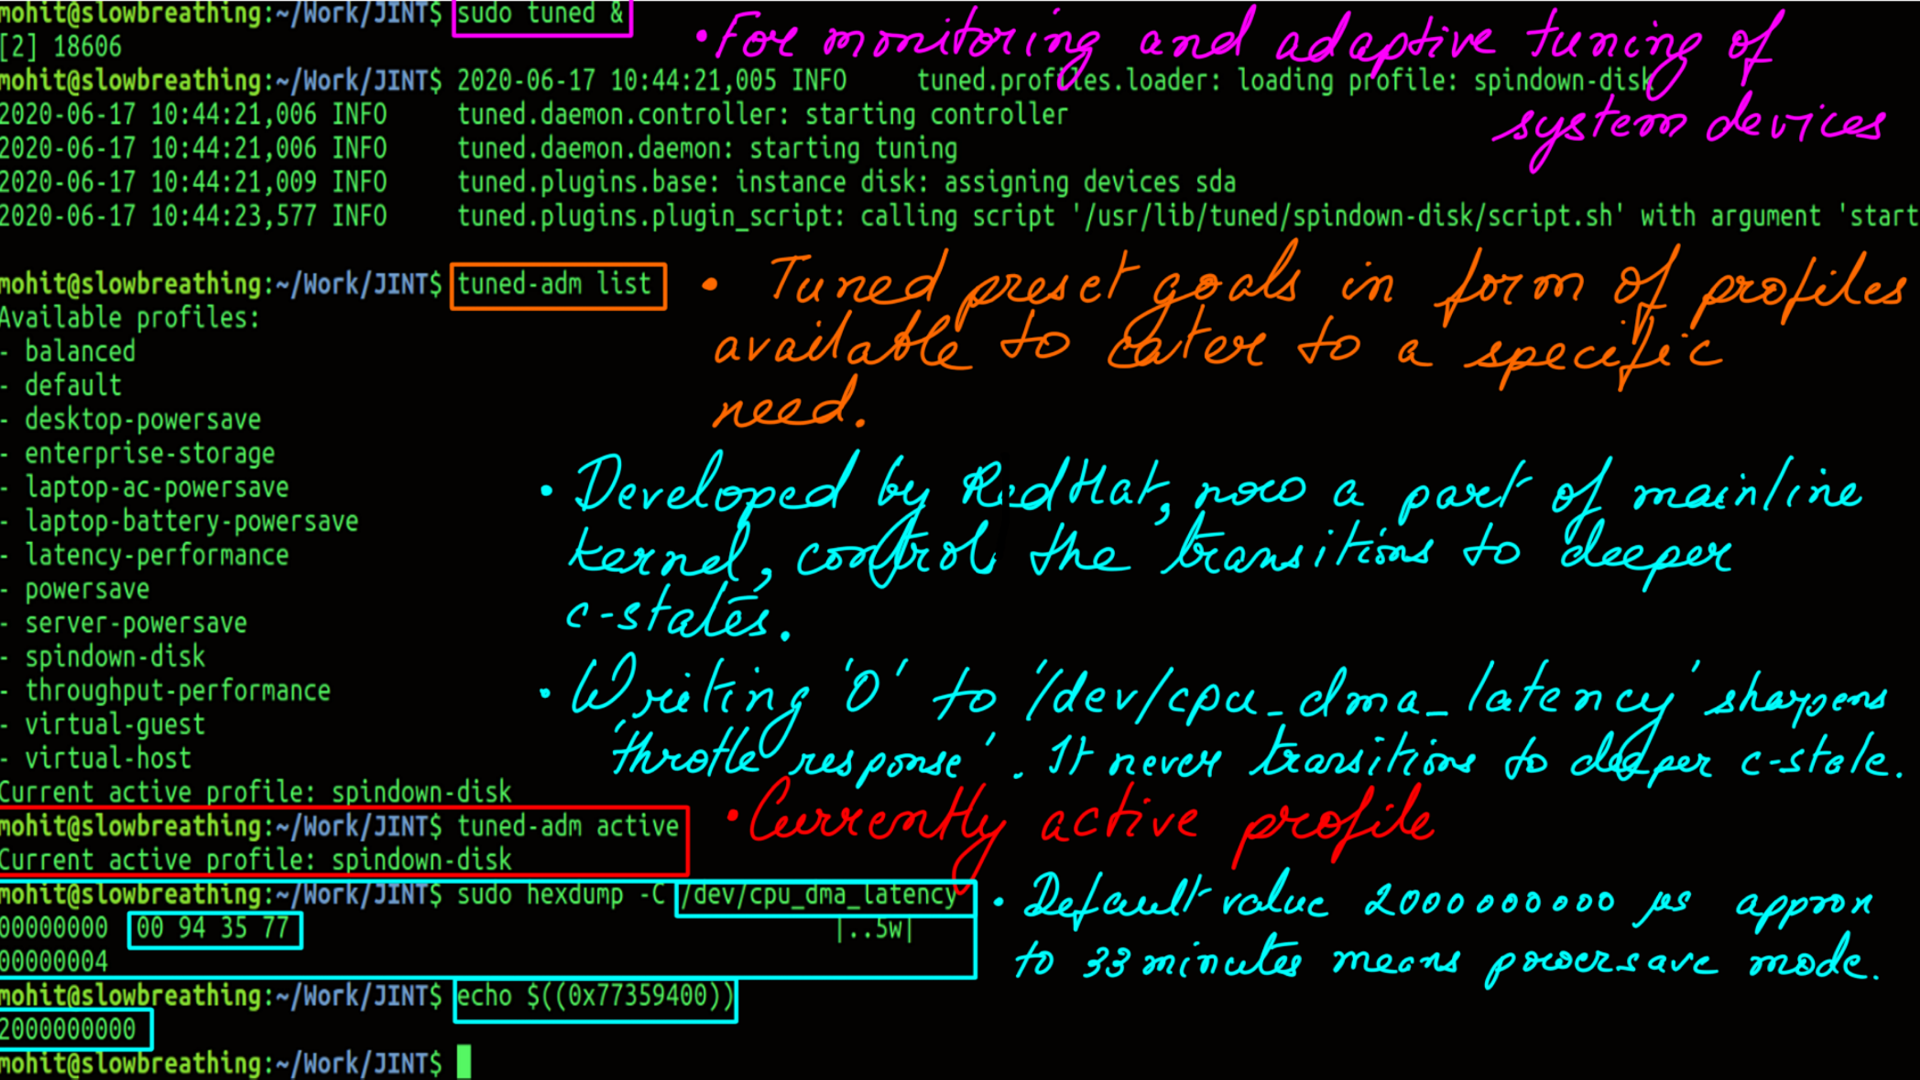 mohit@slowbreathing:~/Work/JINT$ sudo tuned &
[2] 18606
• For monitoring and adaptive tuning of
system devices
mohit@slowbreathing:~/Work/JINT$ 2020-06-17 10:44:21,005 INFO     tuned.profiles.loader: loading profile: spindown-disk
2020-06-17 10:44:21,006 INFO     tuned.daemon.controller: starting controller
2020-06-17 10:44:21,006 INFO     tuned.daemon.daemon: starting tuning
2020-06-17 10:44:21,009 INFO     tuned.plugins.base: instance disk: assigning devices sda
2020-06-17 10:44:23,577 INFO     tuned.plugins.plugin_script: calling script '/usr/lib/tuned/spindown-disk/script.sh' with argument 'start
mohit@slowbreathing:~/Work/JINT$ tuned-adm list
• Tuned preset goals in form of profiles
available to cater to a specific
need.
Available profiles:
- balanced
- default
- desktop-powersave
- enterprise-storage
- laptop-ac-powersave
- laptop-battery-powersave
- latency-performance
- powersave
- server-powersave
- spindown-disk
- throughput-performance
- virtual-guest
- virtual-host
Current active profile: spindown-disk
• Developed by RedHat, now a part of mainline
kernel, control the transitions to deeper
c-states.
• Writing '0' to '/dev/cpu_dma_latency' sharpens
'throtle response'. It never transitions to deeper c-state.
mohit@slowbreathing:~/Work/JINT$ tuned-adm active
Current active profile: spindown-disk
• Currently active profile
mohit@slowbreathing:~/Work/JINT$ sudo hexdump -C /dev/cpu_dma_latency
00000000  00 94 35 77                                       |..5w|
00000004
• Default value 2000000000 µs approx
to 33 minutes means powersave mode.
mohit@slowbreathing:~/Work/JINT$ echo $((0x77359400))
2000000000
mohit@slowbreathing:~/Work/JINT$